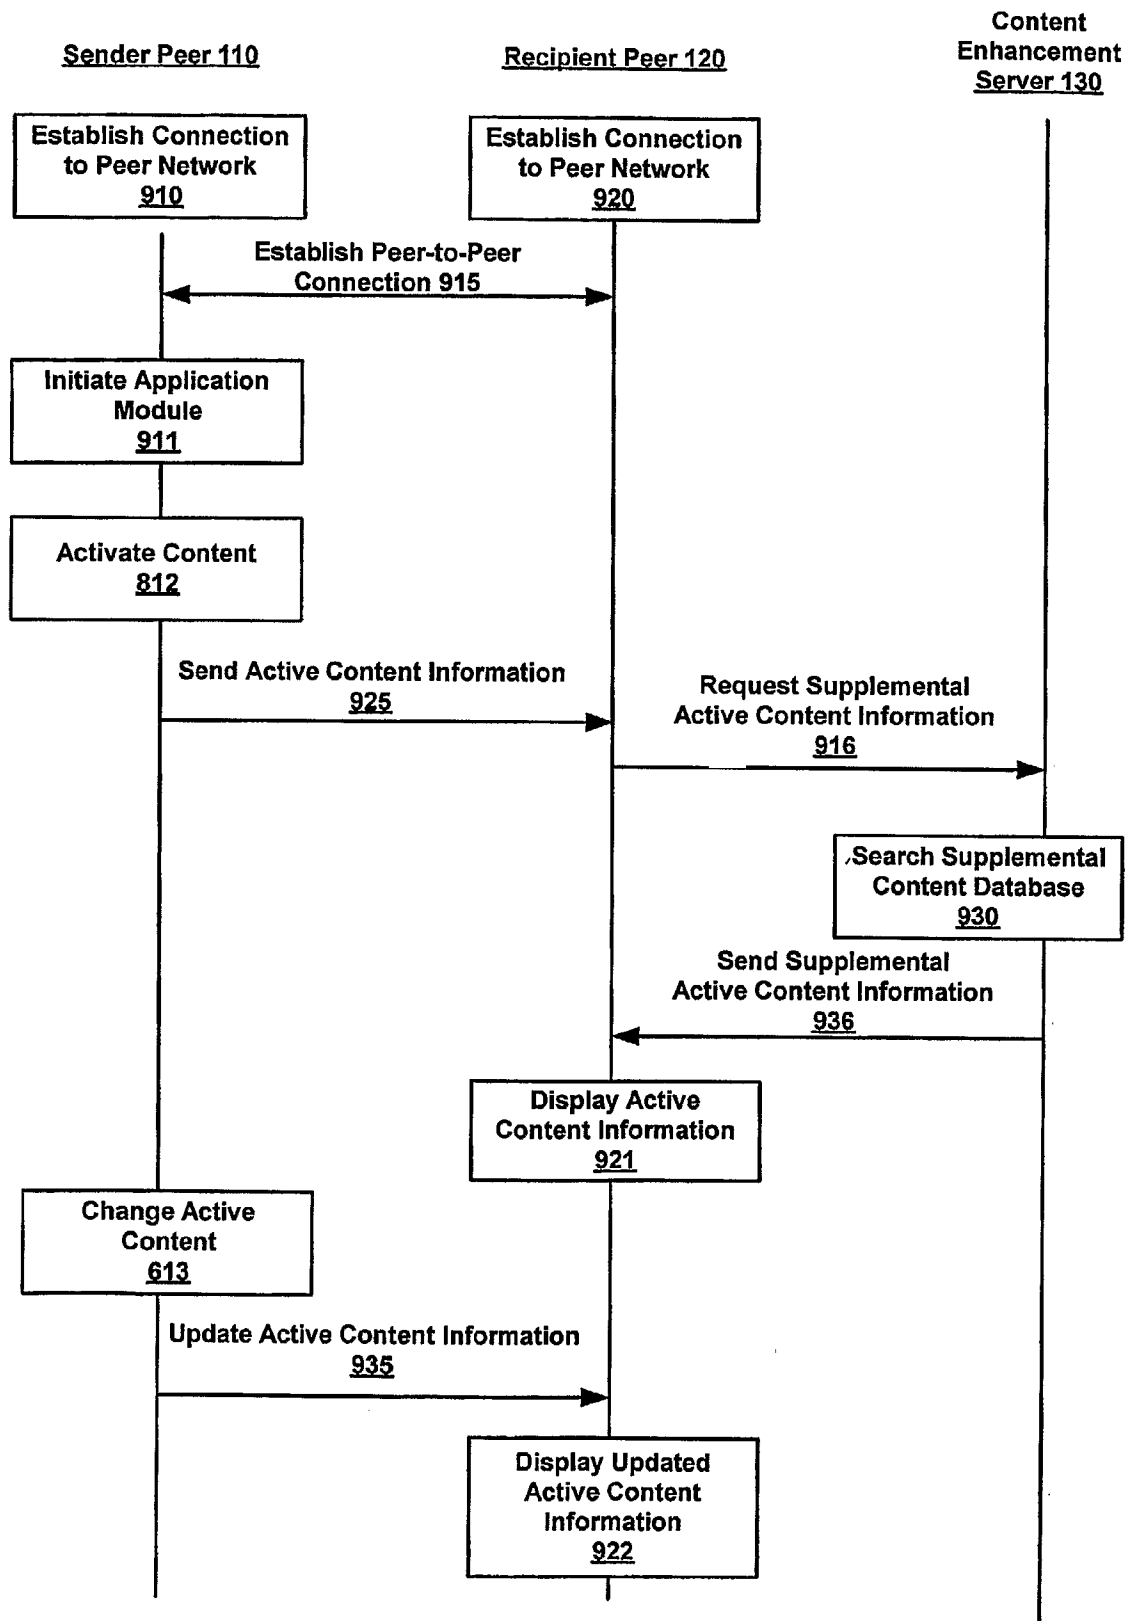 Sender Peer 110
Recipient Peer 120
Content
Enhancement
Server 130
Establish Connection
to Peer Network
910
Establish Connection
to Peer Network
920
Establish Peer-to-Peer
Connection 915
Initiate Application
Module
911
Activate Content
812
Send Active Content Information
925
Request Supplemental
Active Content Information
916
Search Supplemental
Content Database
930
Send Supplemental
Active Content Information
936
Display Active
Content Information
921
Change Active
Content
613
Update Active Content Information
935
Display Updated
Active Content
Information
922